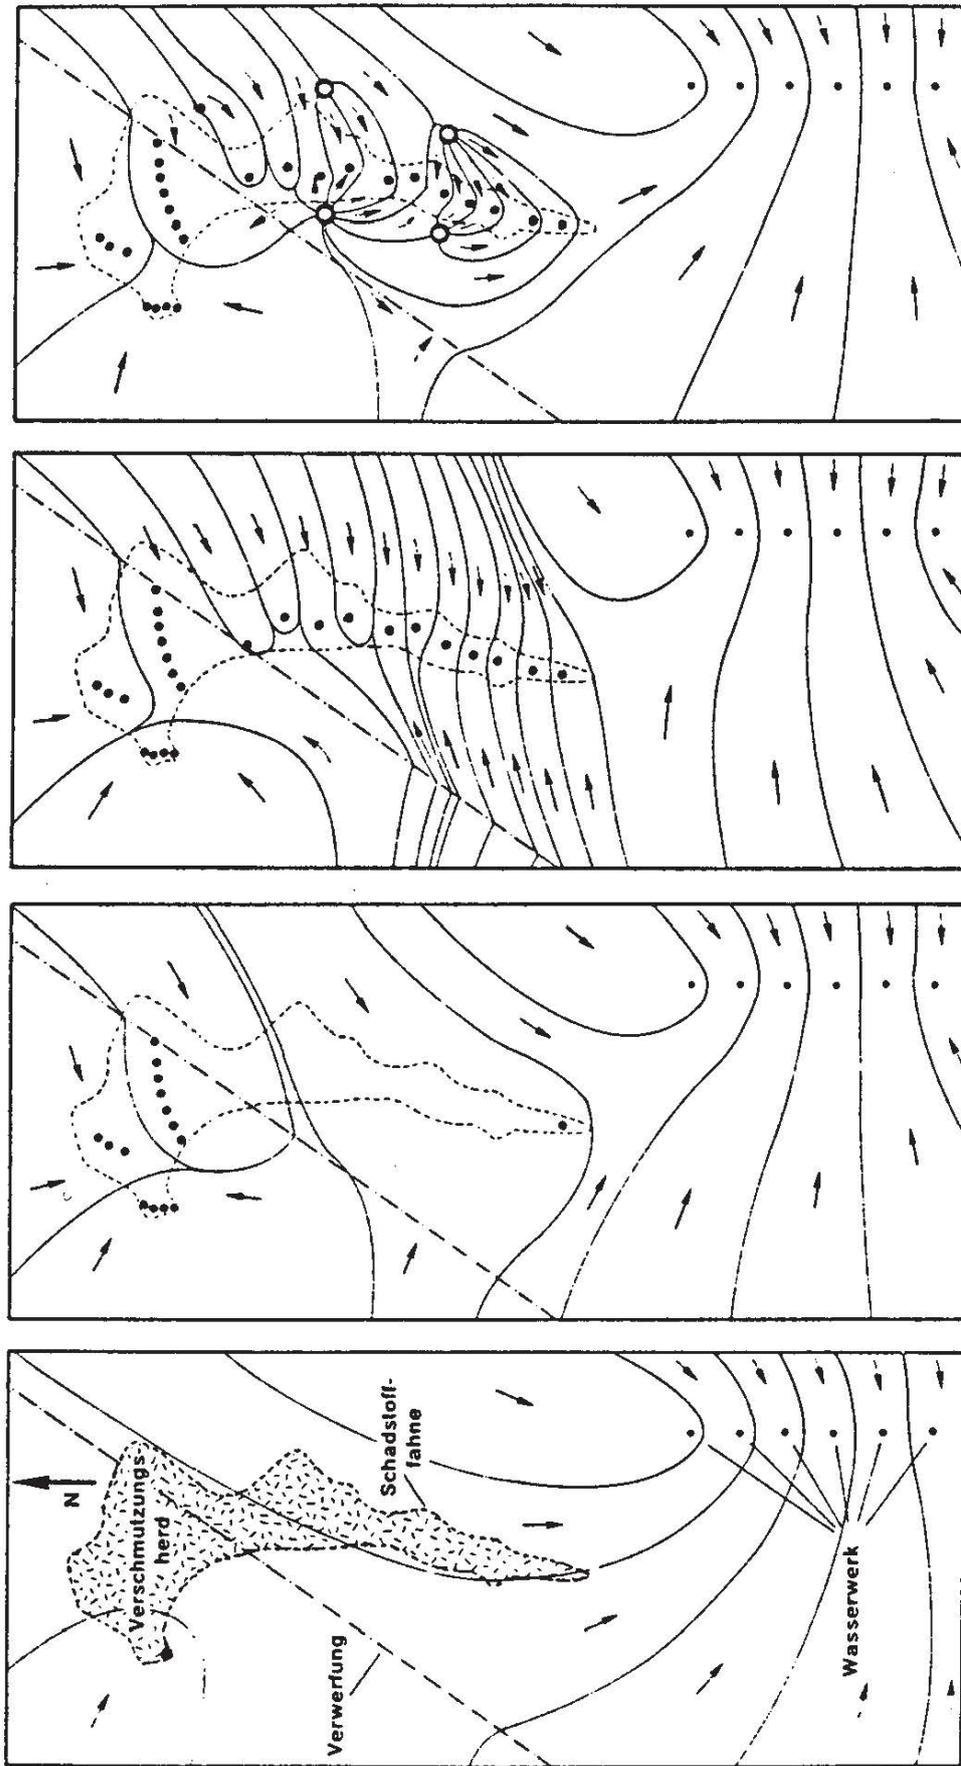 N
Verschmutzungs-
herd
Schadstoff-
fahne
Verwerfung
Wasserwerk